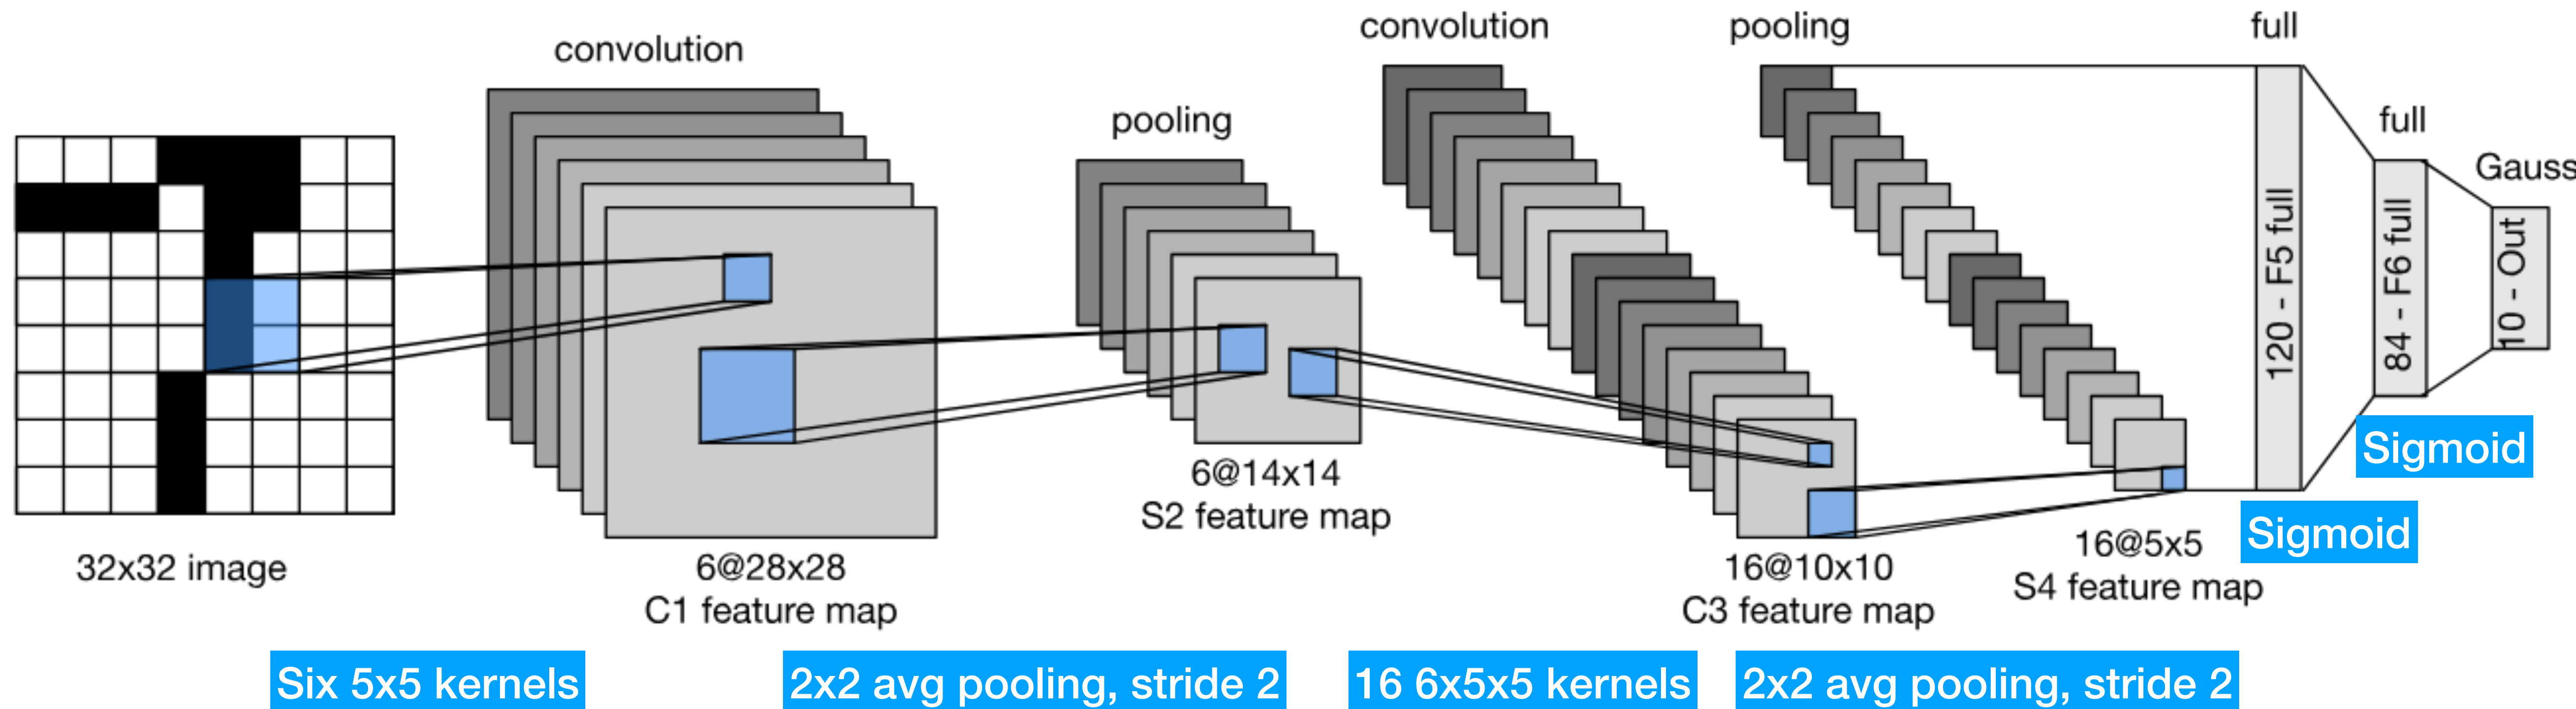 convolution
pooling
convolution
pooling
full
full
Gauss
32x32 image
6@28x28
C1 feature map
6@14x14
S2 feature map
16@10x10
C3 feature map
16@5x5
S4 feature map
120 - F5 full
84 - F6 full
10 - Out
Sigmoid
Sigmoid
Six 5x5 kernels
2x2 avg pooling, stride 2
16 6x5x5 kernels
2x2 avg pooling, stride 2